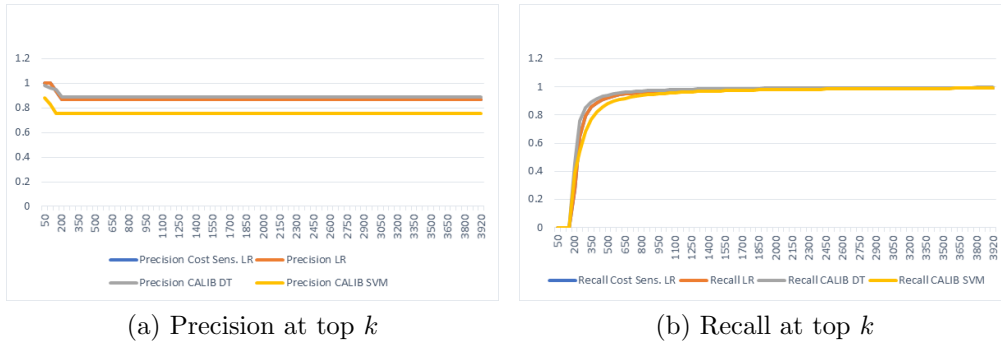 1.2
1
0.8
0.6
0.4
0.2
0
50 200 350 500 650 800 950 1100 1250 1400 1550 1700 1850 2000 2150 2300 2450 2600 2750 2900 3050 3200 3350 3500 3650 3800 3920
Precision Cost Sens. LR Precision LR
Precision CALIB DT Precision CALIB SVM
(a) Precision at top k
1.2
1
0.8
0.6
0.4
0.2
0
50 200 350 500 650 800 950 1100 1250 1400 1550 1700 1850 2000 2150 2300 2450 2600 2750 2900 3050 3200 3350 3500 3650 3800 3920
Recall Cost Sens. LR Recall LR Recall CALIB DT Recall CALIB SVM
(b) Recall at top k